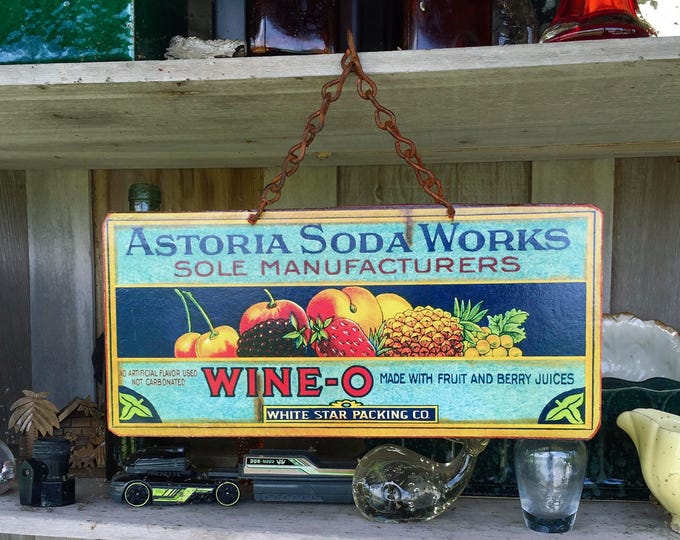 ASTORIA SODA WORKS
SOLE MANUFACTURERS
NO ARTIFICIAL FLAVOR USED
NOT CARBONATED
WINE-O
MADE WITH FRUIT AND BERRY JUICES
WHITE STAR PACKING CO.